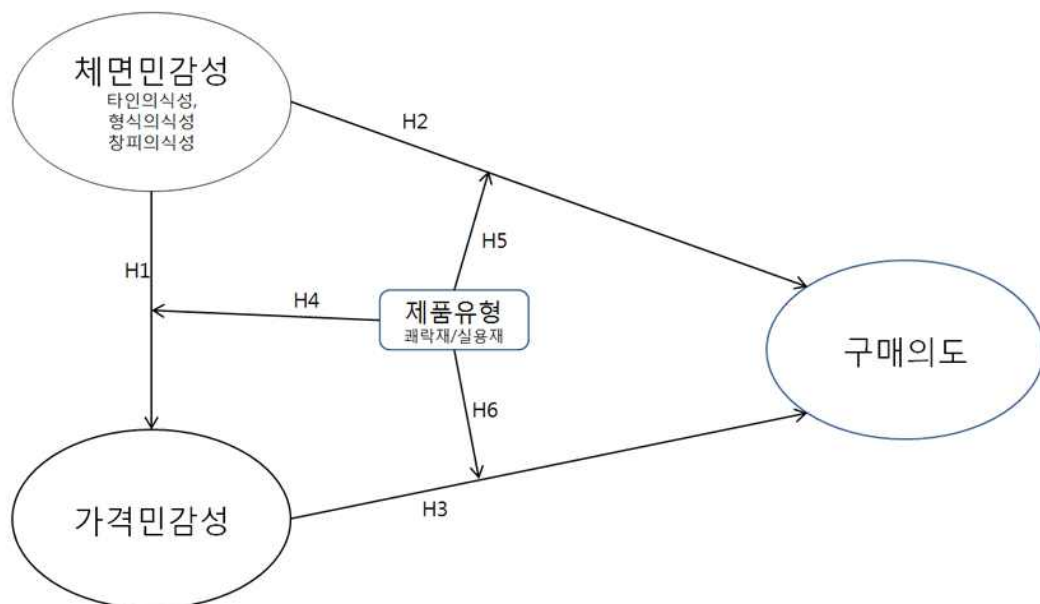 체면민감성
타인의식성,
형식의식성
창피의식성
H2
H5
H1
H4
제품유형
쾌락재/실용재
구매의도
H6
H3
가격민감성